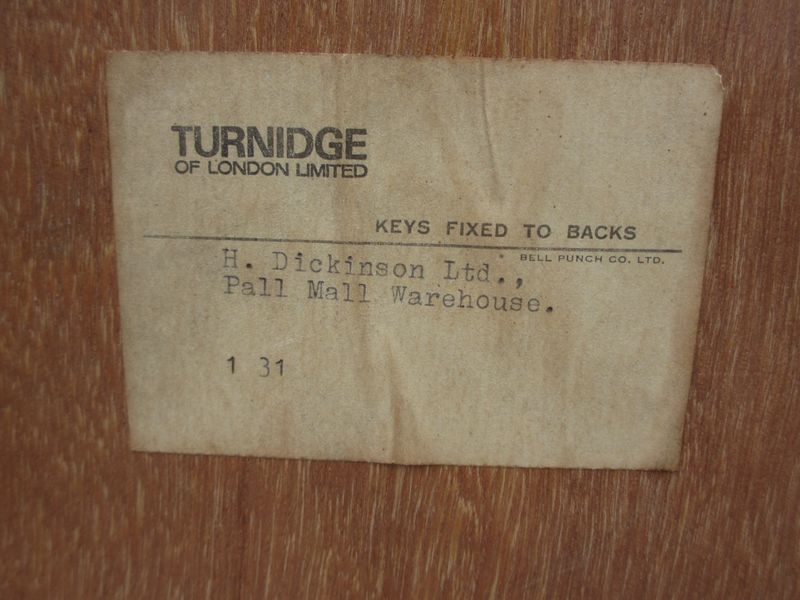 TURNIDGE
OF LONDON LIMITED
KEYS FIXED TO BACKS
BELL PUNCH CO. LTD.
H. Dickinson Ltd.,
Pall Mall Warehouse.
1 31